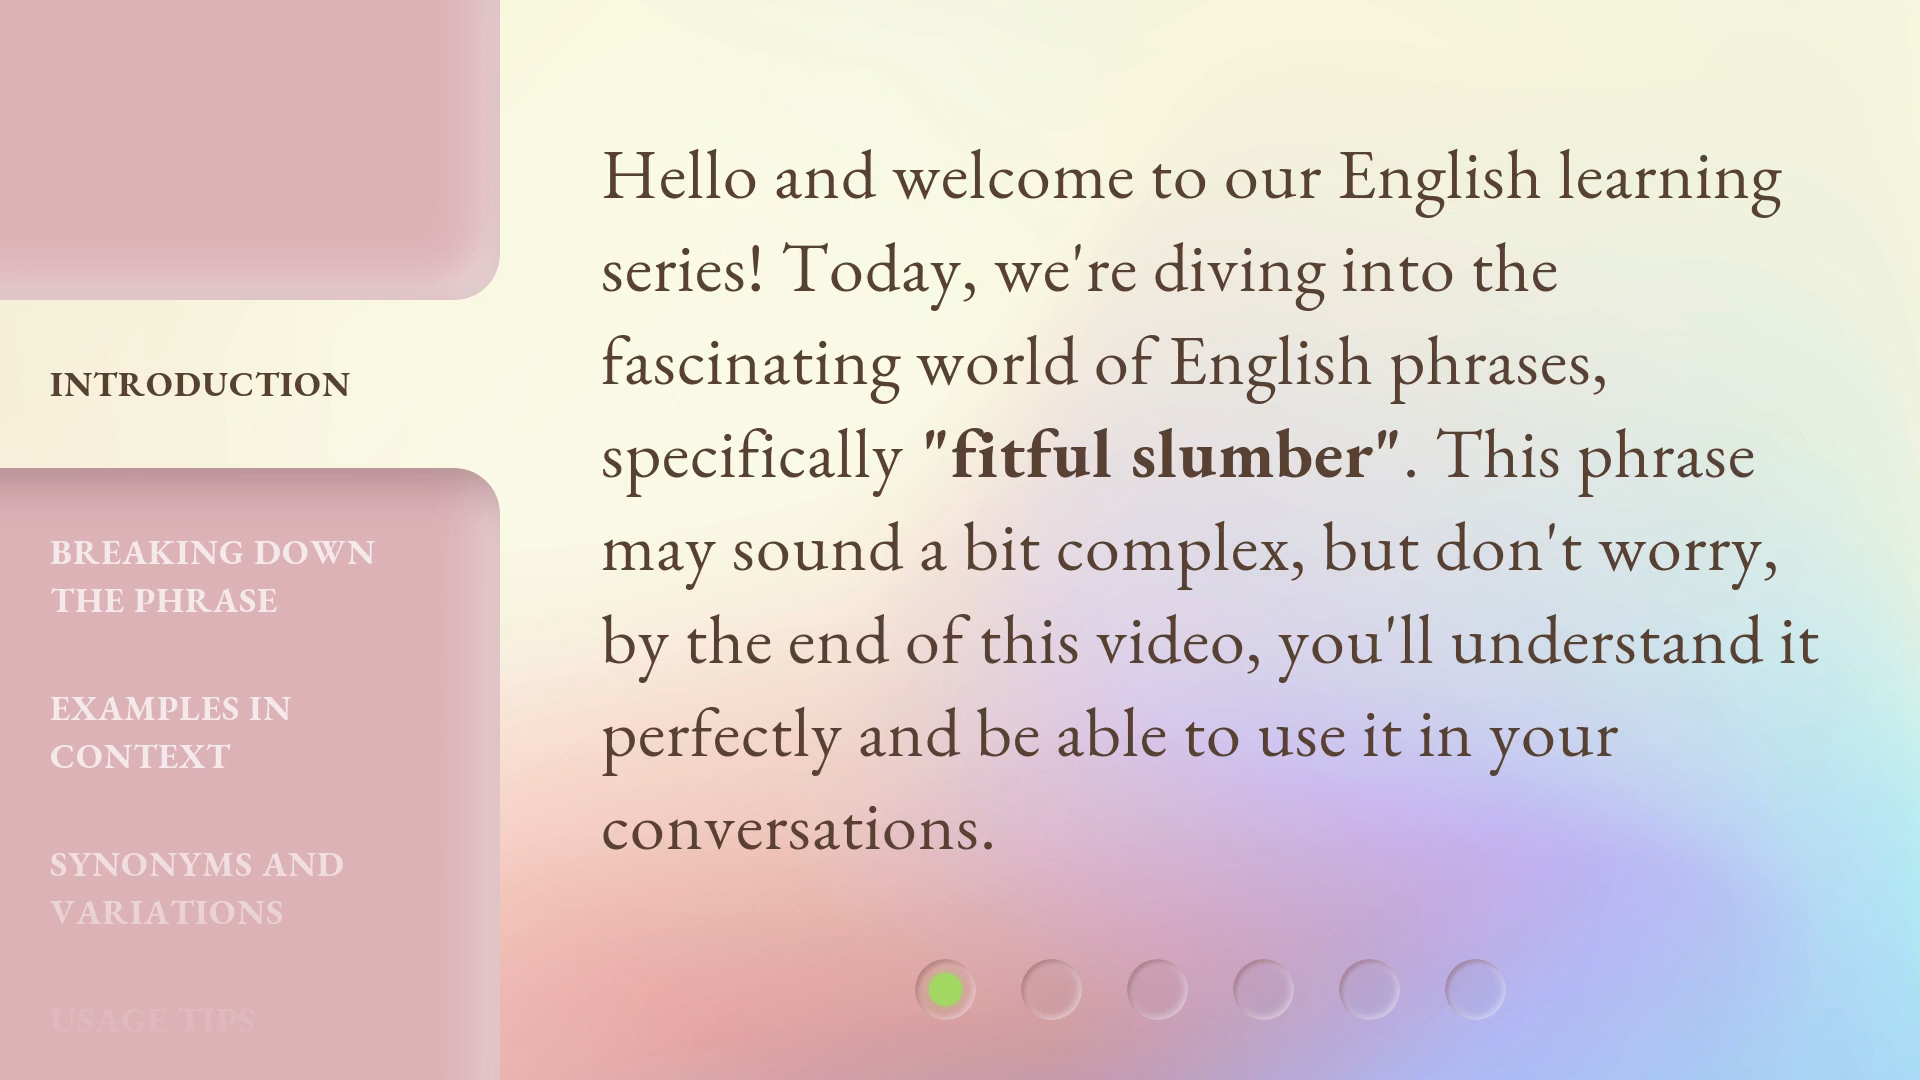 INTRODUCTION
BREAKING DOWN
THE PHRASE
EXAMPLES IN
CONTEXT
SYNONYMS AND
VARIATIONS
USAGE TIPS
Hello and welcome to our English learning
series! Today, we're diving into the
fascinating world of English phrases,
specifically "fitful slumber". This phrase
may sound a bit complex, but don't worry,
by the end of this video, you'll understand it
perfectly and be able to use it in your
conversations.